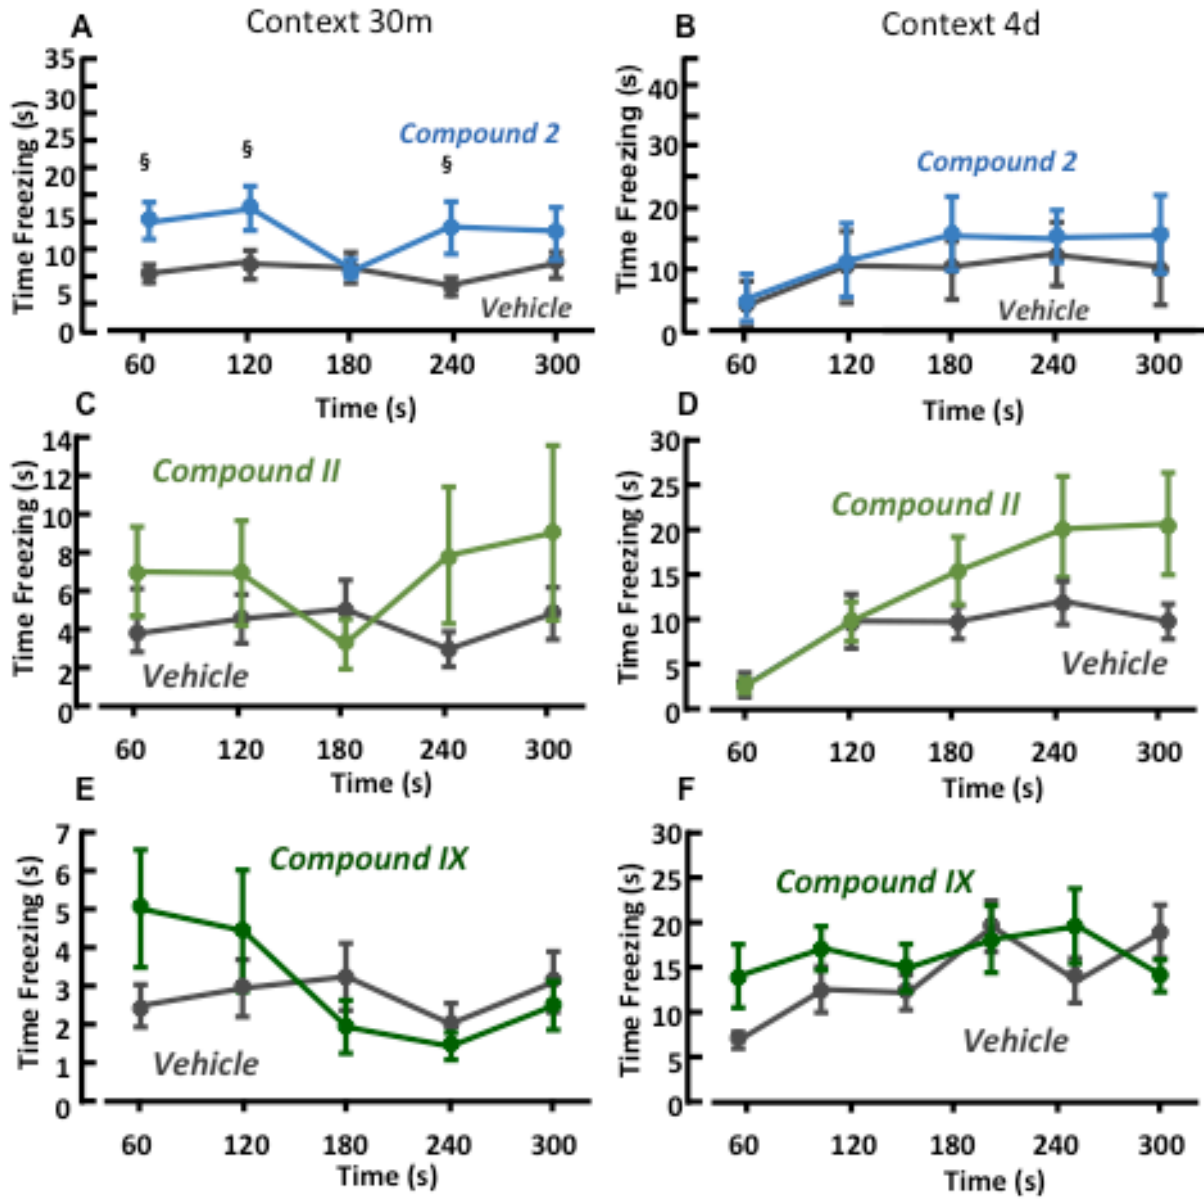 A
Context 30m
B
Context 4d
Time Freezing (s)
35
30
25
20
15
10
5
0
§
§
§
Compound 2
Vehicle
60 120 180 240 300
Time (s)
Time Freezing (s)
40
30
20
10
0
Compound 2
Vehicle
60 120 180 240 300
Time (s)
C
Time Freezing (s)
14
12
10
8
6
4
2
0
Compound II
Vehicle
60 120 180 240 300
Time (s)
D
Time Freezing (s)
30
25
20
15
10
5
0
Compound II
Vehicle
60 120 180 240 300
Time (s)
E
Time Freezing (s)
7
6
5
4
3
2
1
0
Compound IX
Vehicle
60 120 180 240 300
Time (s)
F
Time Freezing (s)
30
25
20
15
10
5
0
Compound IX
Vehicle
60 120 180 240 300
Time (s)